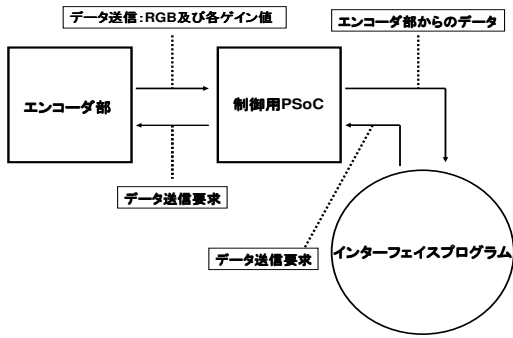 データ送信：RGB及び各ゲイン値
エンコーダ部からのデータ
エンコーダ部
制御用PSoC
データ送信要求
データ送信要求
インターフェイスプログラム